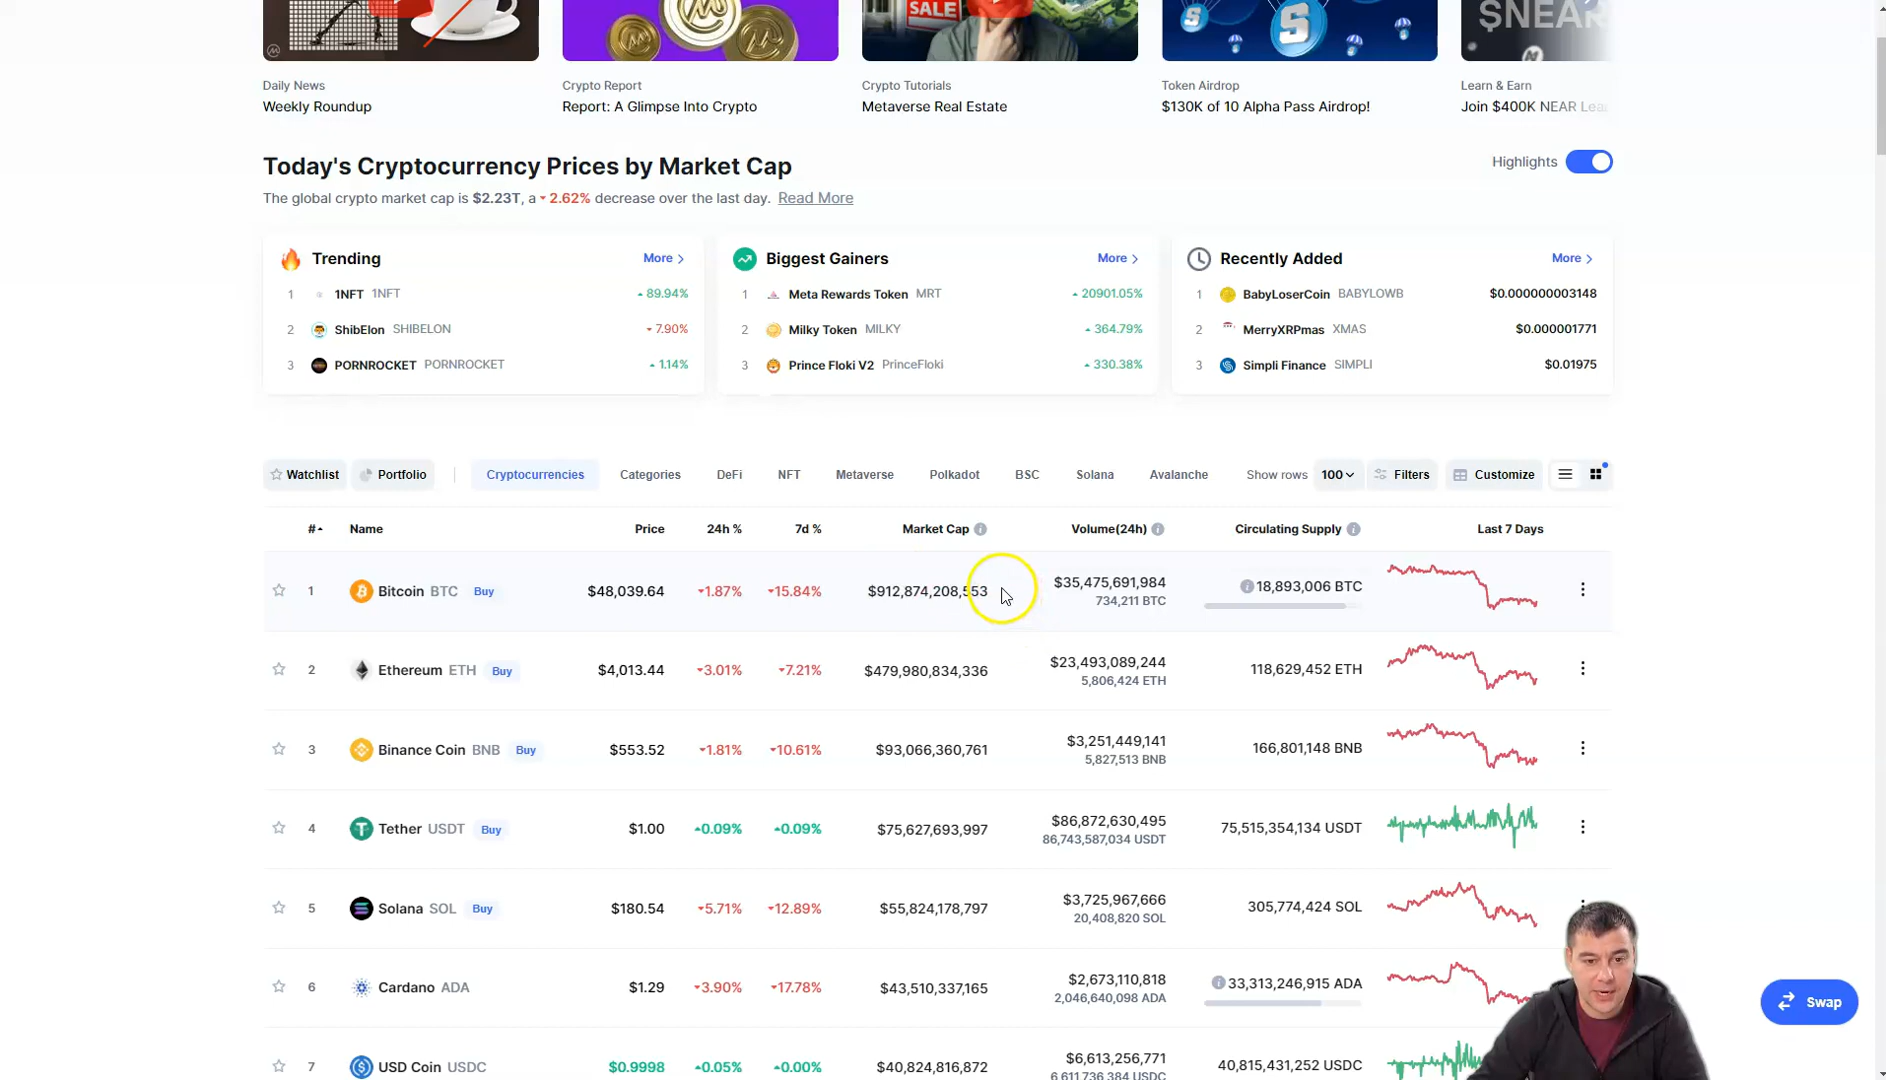 SALE
$NEAR
Daily News
Weekly Roundup
Crypto Report
Report: A Glimpse Into Crypto
Crypto Tutorials
Metaverse Real Estate
Token Airdrop
$130K of 10 Alpha Pass Airdrop!
Learn & Earn
Join $400K NEAR Lea
Today's Cryptocurrency Prices by Market Cap
Highlights
The global crypto market cap is $2.23T, a 2.62% decrease over the last day. Read More
Trending More
1 1NFT 1NFT 89.94%
2 ShibElon SHIBELON 7.90%
3 PORNROCKET PORNROCKET 1.14%
Biggest Gainers More
1 Meta Rewards Token MRT 20901.05%
2 Milky Token MILKY 364.79%
3 Prince Floki V2 PrinceFloki 330.38%
Recently Added More
1 BabyLoserCoin BABYLOWB $0.000000003148
2 MerryXRPmas XMAS $0.000001771
3 Simpli Finance SIMPLI $0.01975
Watchlist Portfolio Cryptocurrencies Categories DeFi NFT Metaverse Polkadot BSC Solana Avalanche Show rows 100 Filters Customize
# Name Price 24h % 7d % Market Cap Volume(24h) Circulating Supply Last 7 Days
1 Bitcoin BTC Buy $48,039.64 1.87% 15.84% $912,874,208,553 $35,475,691,984 18,893,006 BTC
734,211 BTC
2 Ethereum ETH Buy $4,013.44 3.01% 7.21% $479,980,834,336 $23,493,089,244 118,629,452 ETH
5,806,424 ETH
3 Binance Coin BNB Buy $553.52 1.81% 10.61% $93,066,360,761 $3,251,449,141 166,801,148 BNB
5,827,513 BNB
4 Tether USDT Buy $1.00 0.09% 0.09% $75,627,693,997 $86,872,630,495 75,515,354,134 USDT
86,743,587,034 USDT
5 Solana SOL Buy $180.54 5.71% 12.89% $55,824,178,797 $3,725,967,666 305,774,424 SOL
20,408,820 SOL
6 Cardano ADA $1.29 3.90% 17.78% $43,510,337,165 $2,673,110,818 33,313,246,915 ADA
2,046,640,098 ADA
Swap
7 USD Coin USDC $0.9998 0.05% 0.00% $40,824,816,872 $6,613,256,771 40,815,431,252 USDC
6,611,736,384 USDC